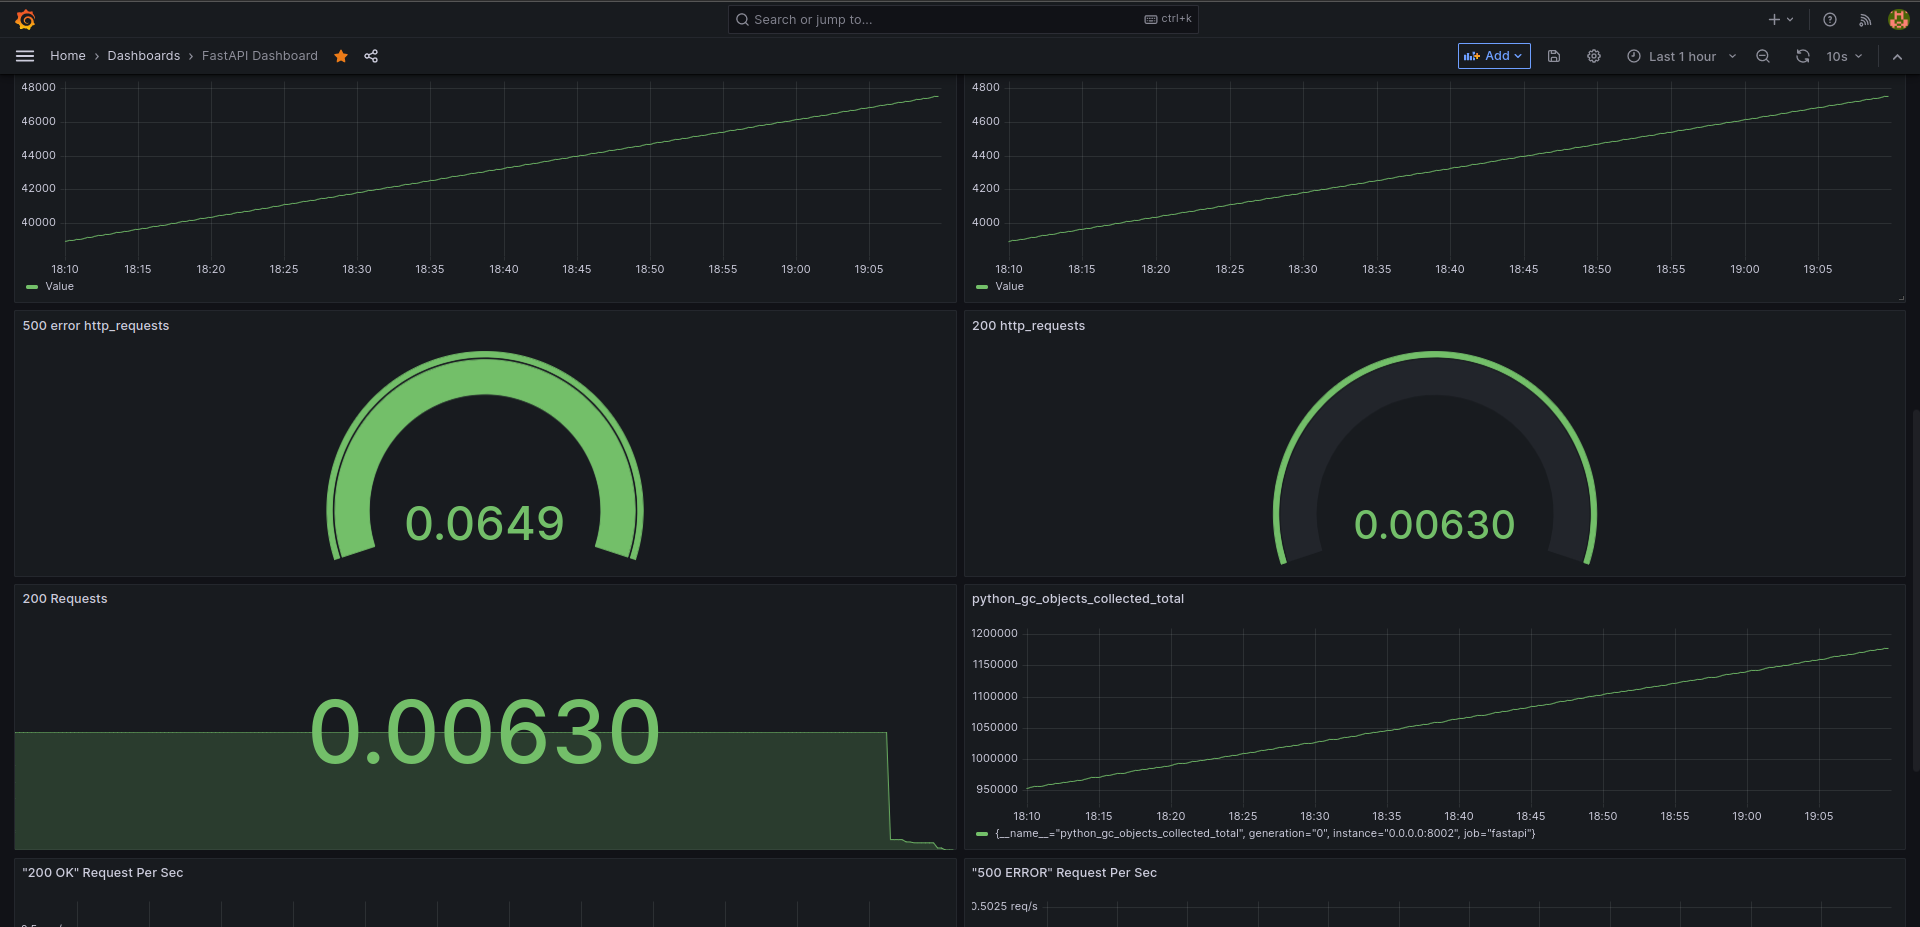 Search or jump to... ctrl+k
Home › Dashboards › FastAPI Dashboard Add Last 1 hour 10s
48000
46000
44000
42000
40000
18:10 18:15 18:20 18:25 18:30 18:35 18:40 18:45 18:50 18:55 19:00 19:05
Value
4800
4600
4400
4200
4000
18:10 18:15 18:20 18:25 18:30 18:35 18:40 18:45 18:50 18:55 19:00 19:05
Value
500 error http_requests
0.0649
200 http_requests
0.00630
200 Requests
0.00630
python_gc_objects_collected_total
1200000
1150000
1100000
1050000
1000000
950000
18:10 18:15 18:20 18:25 18:30 18:35 18:40 18:45 18:50 18:55 19:00 19:05
{__name__="python_gc_objects_collected_total", generation="0", instance="0.0.0.0:8002", job="fastapi"}
"200 OK" Request Per Sec
"500 ERROR" Request Per Sec
0.5025 req/s